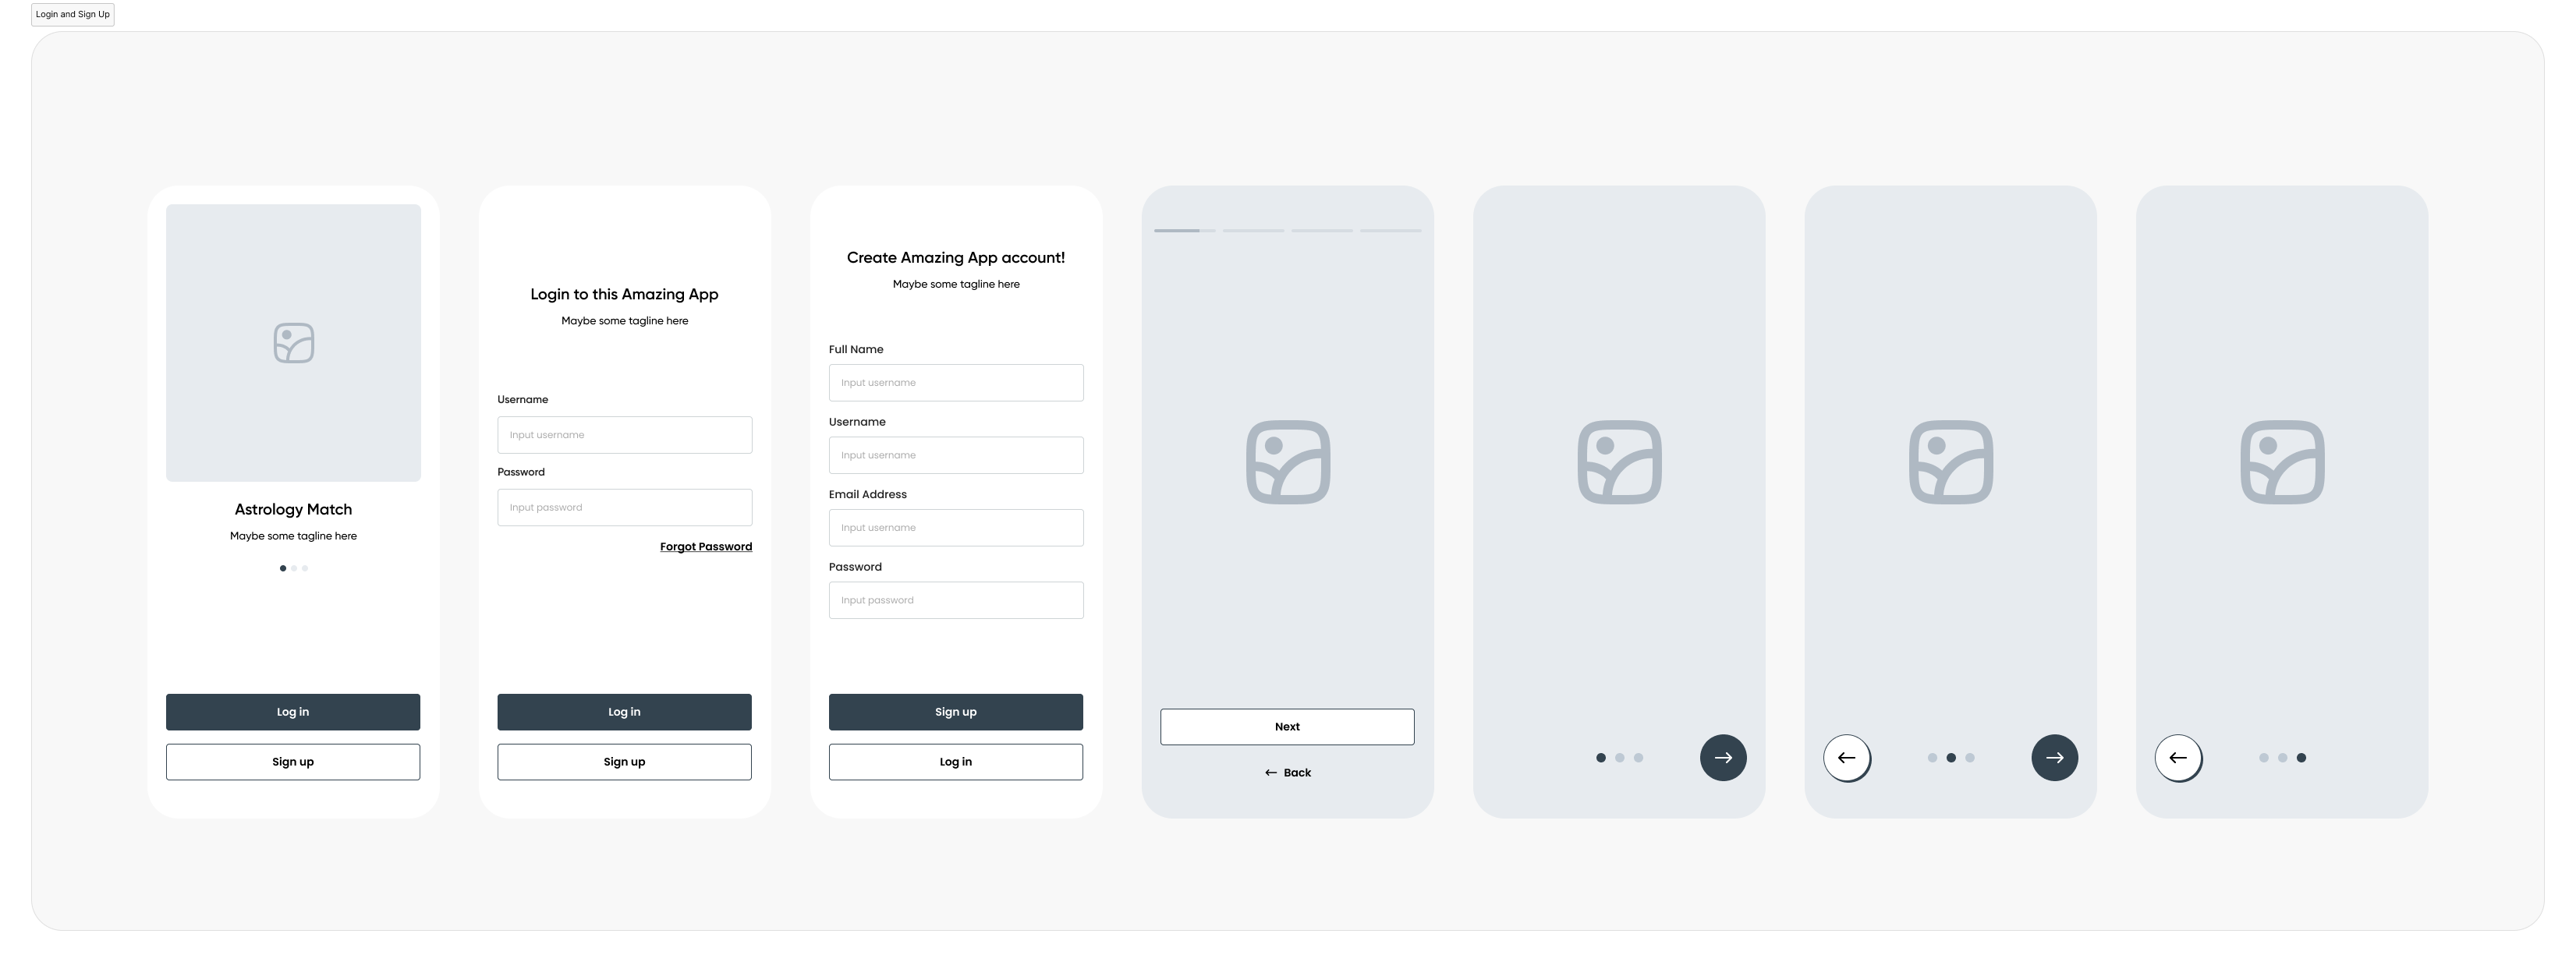 Login and Sign Up
Astrology Match
Maybe some tagline here
Log in
Sign up
Login to this Amazing App
Maybe some tagline here
Username
Input username
Password
Input password
Forgot Password
Log in
Sign up
Create Amazing App account!
Maybe some tagline here
Full Name
Input username
Username
Input username
Email Address
Input username
Password
Input password
Sign up
Log in
Next
Back